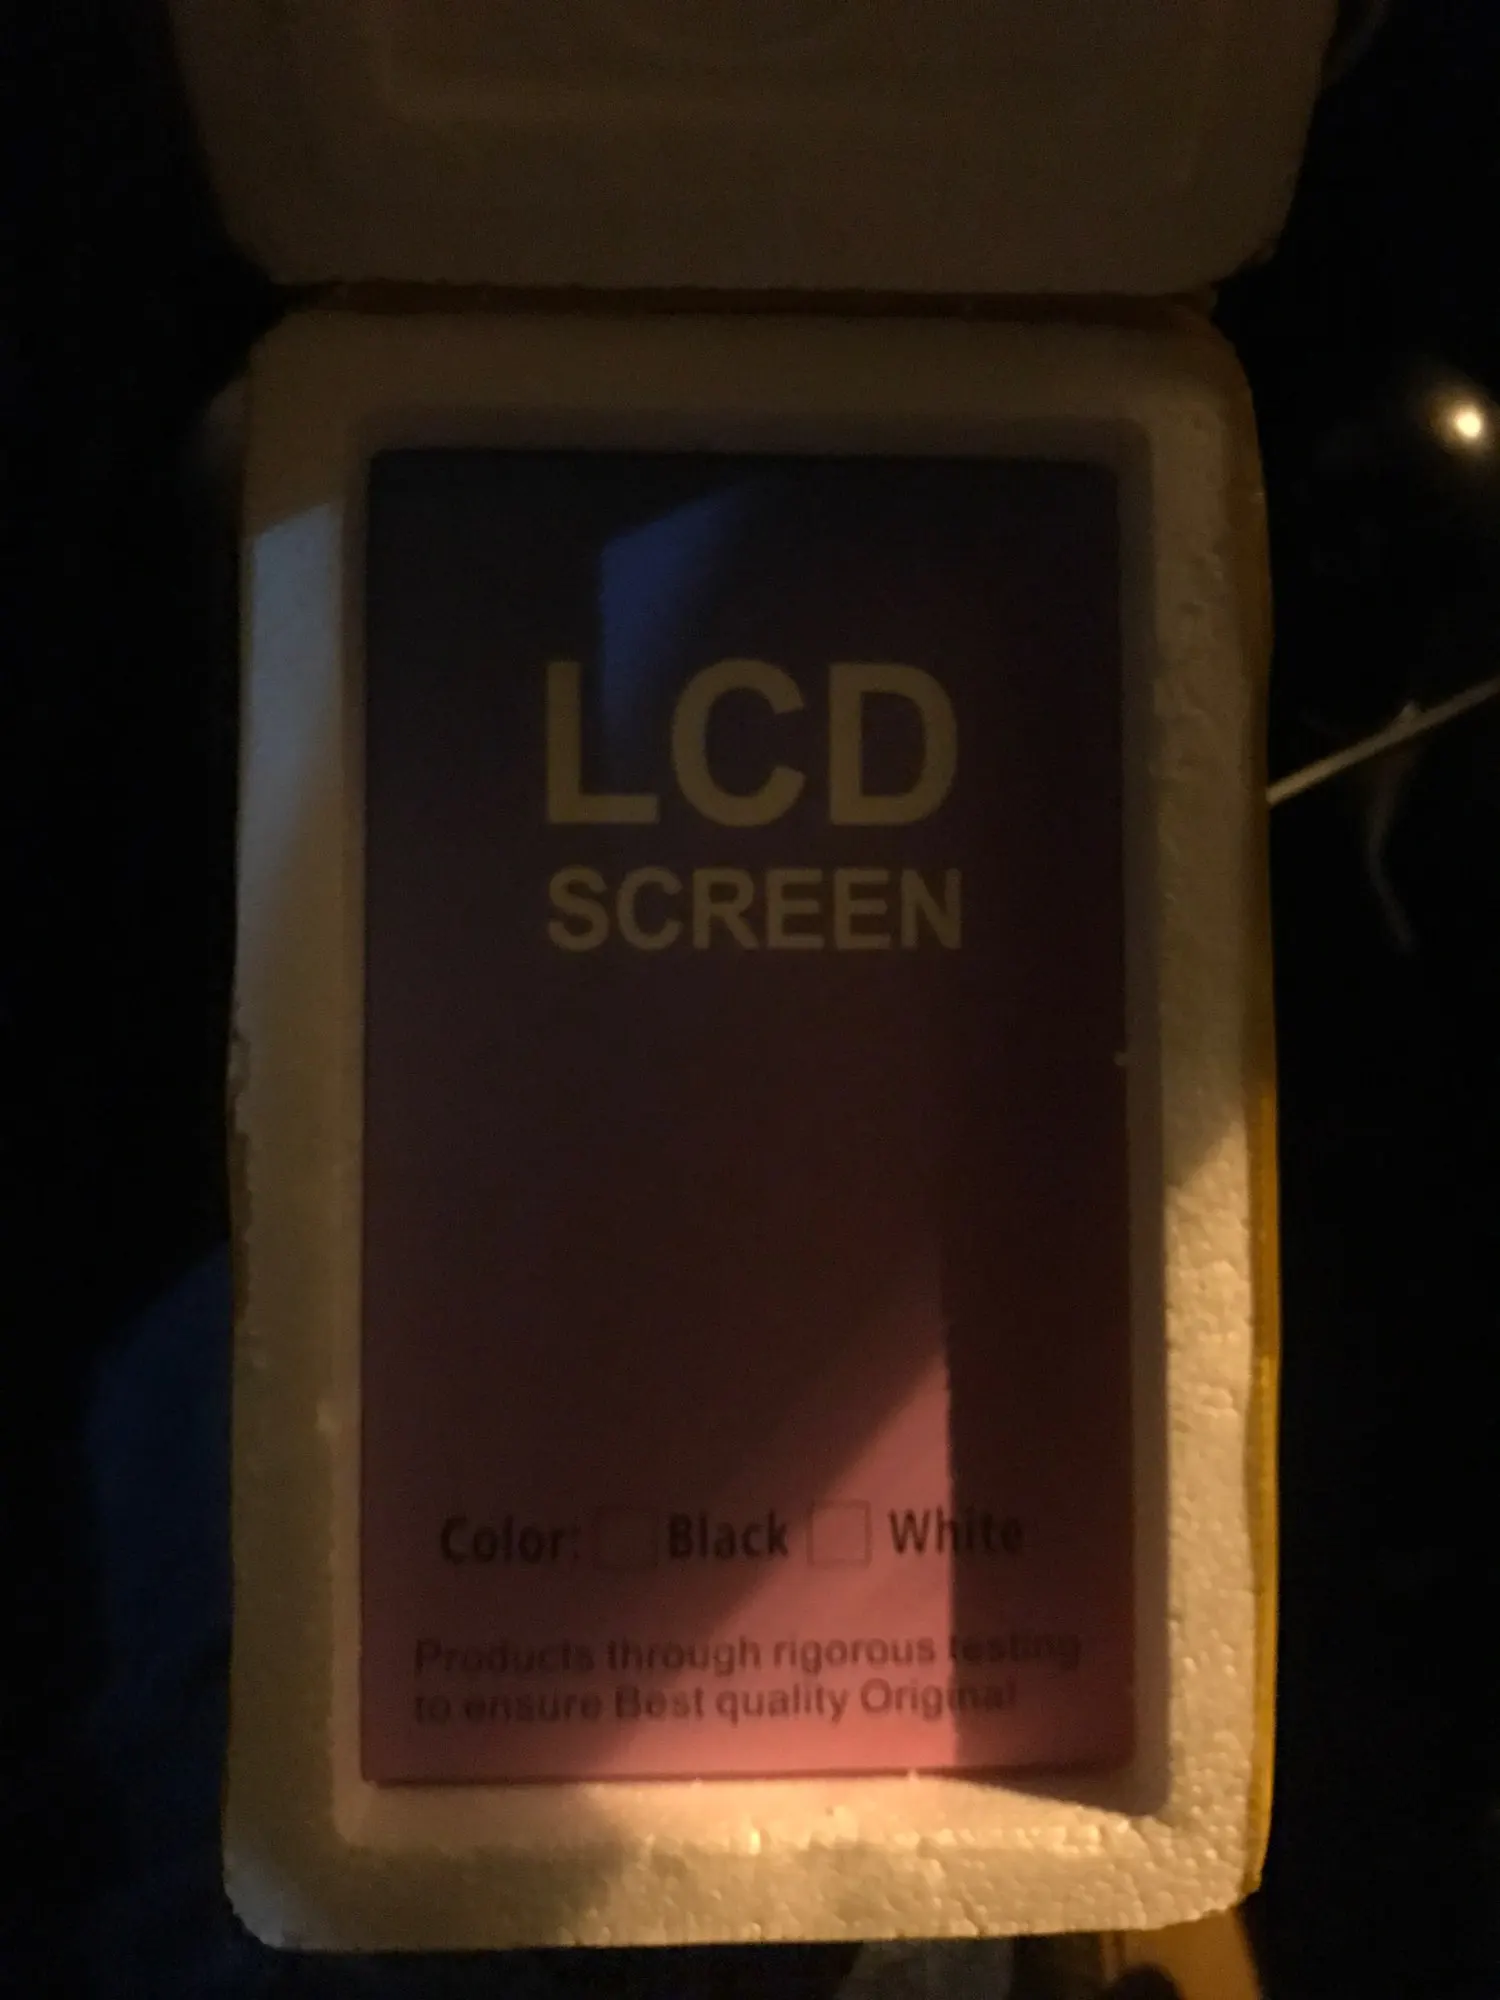 LCD
SCREEN
Color: Black White
Products through rigorous testing
to ensure Best quality Original